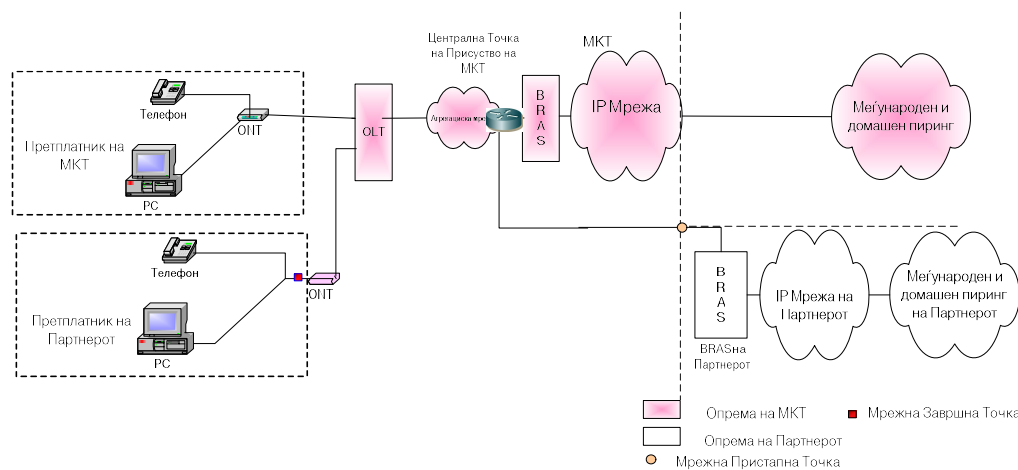 Централна Точка
на Присуство на
МКТ
МКТ
Телефон
ONT
Претплатник на
МКТ
PC
OLT
Агрегациска мре
B
R
A
S
IP Мрежа
Меѓународен и
домашен пиринг
Телефон
ONT
Претплатник на
Партнерот
PC
B
R
A
S
BRASна
Партнерот
IP Мрежа на
Партнерот
Меѓународен и
домашен пиринг
на Партнерот
Опрема на МКТ
Мрежна Завршна Точка
Опрема на Партнерот
Мрежна Пристапна Точка